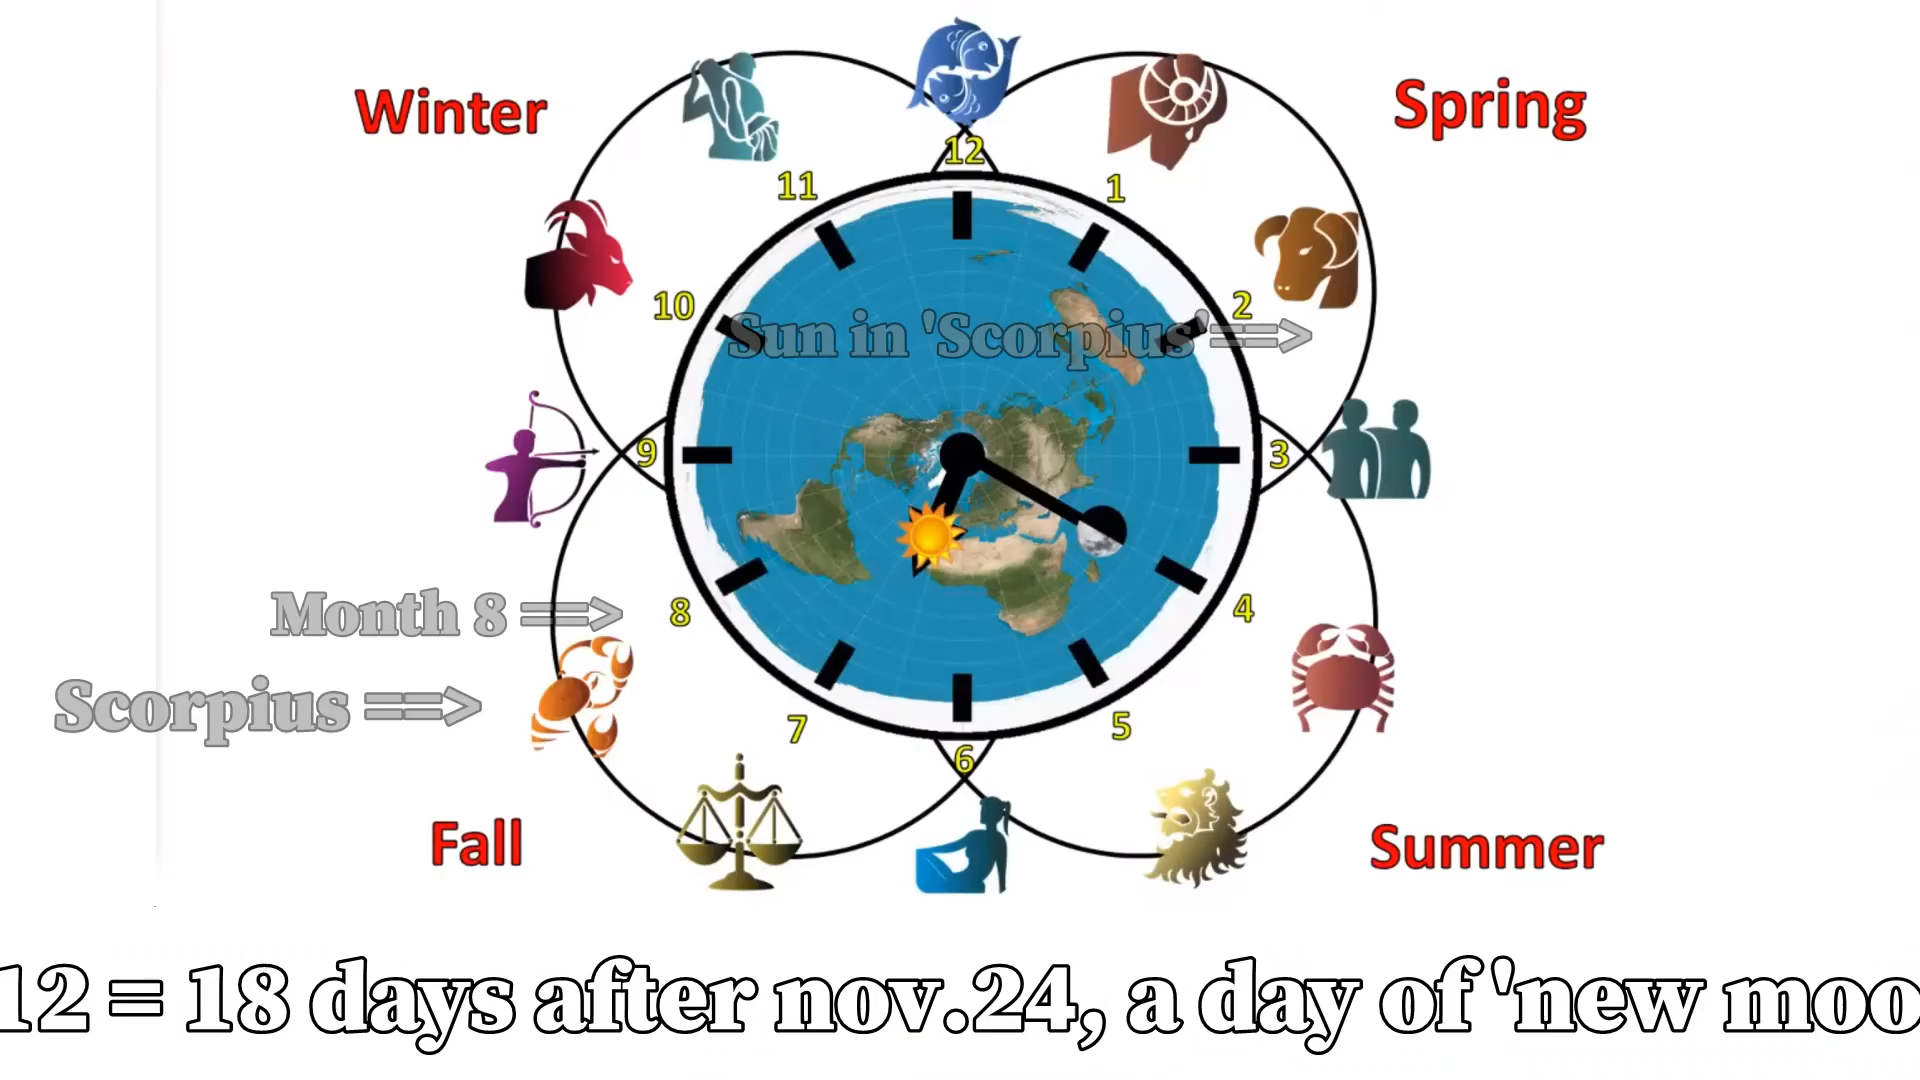 Winter
Spring
12
11
1
10
2
Sun in 'Scorpius'==>
9
3
Month 8 ==>
8
4
Scorpius ==>
7
5
6
Fall
Summer
12 = 18 days after nov.24, a day of 'new moo